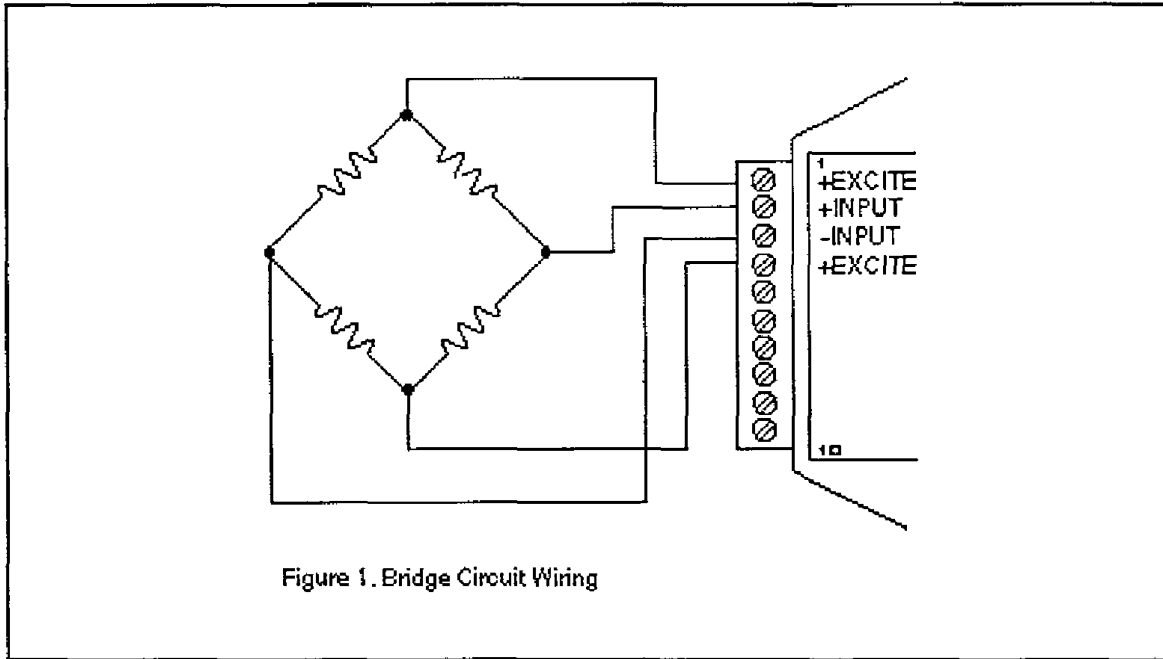 1
+EXCITE
+INPUT
-INPUT
+EXCITE
10
Figure 1. Bridge Circuit Wiring